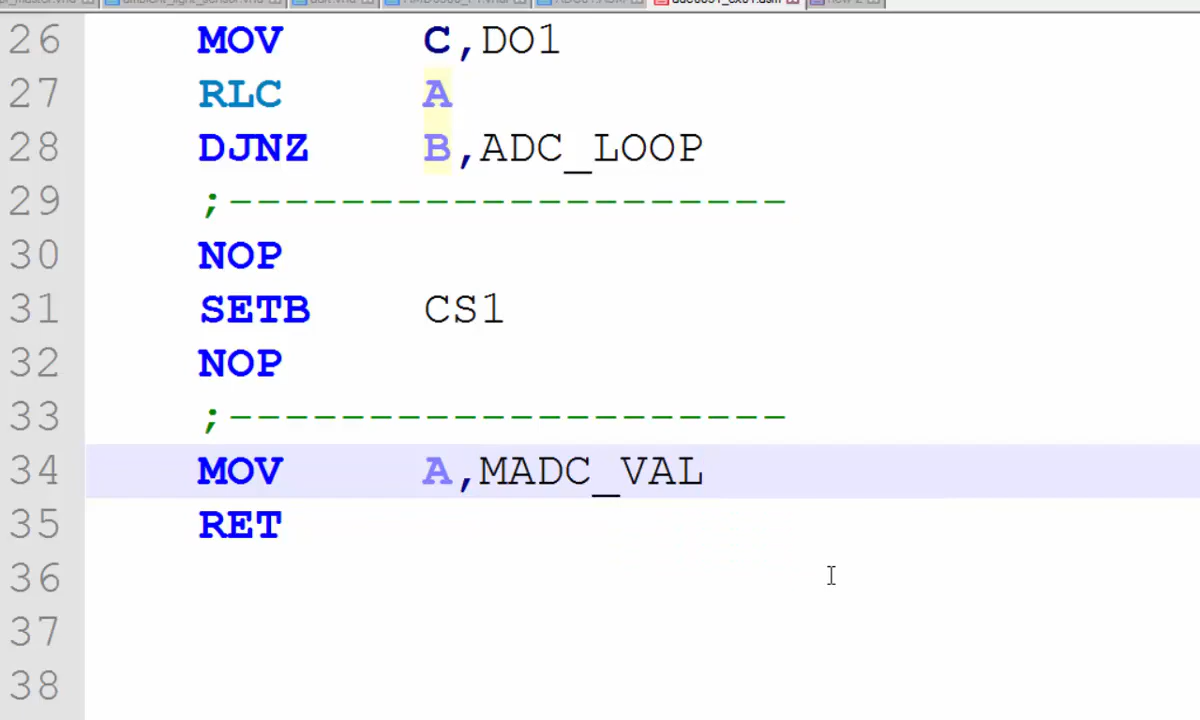 26 MOV C,DO1
27 RLC A
28 DJNZ B,ADC_LOOP
29 ;--------------------
30 NOP
31 SETB CS1
32 NOP
33 ;--------------------
34 MOV A,MADC_VAL
35 RET
36
37
38